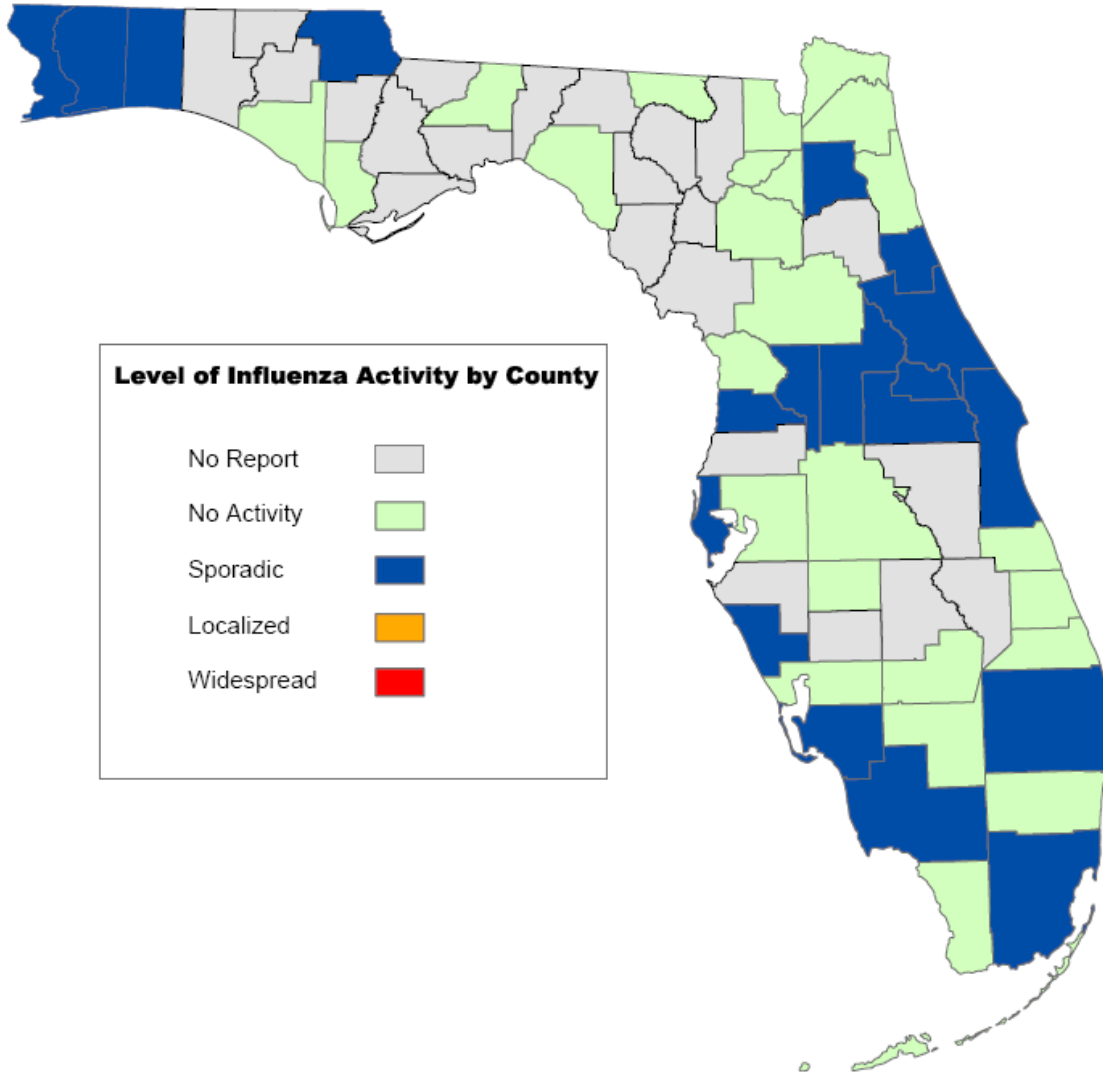 Level of Influenza Activity by County
No Report
No Activity
Sporadic
Localized
Widespread